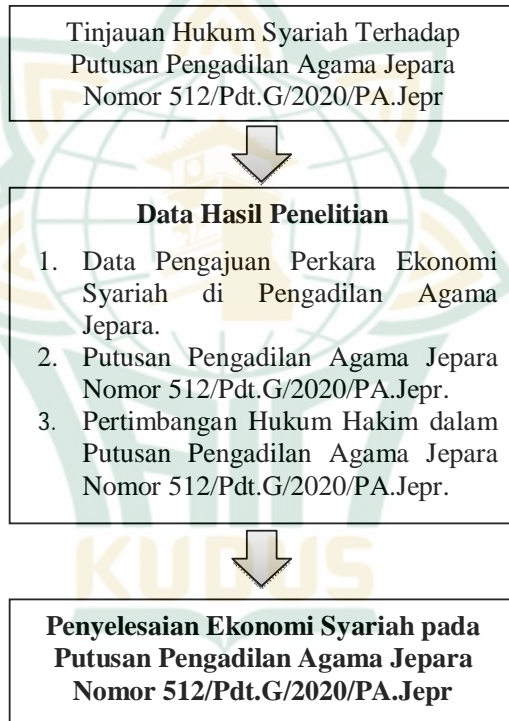 Tinjauan Hukum Syariah Terhadap
Putusan Pengadilan Agama Jepara
Nomor 512/Pdt.G/2020/PA.Jepr
Data Hasil Penelitian
1. Data Pengajuan Perkara Ekonomi
Syariah di Pengadilan Agama
Jepara.
2. Putusan Pengadilan Agama Jepara
Nomor 512/Pdt.G/2020/PA.Jepr.
3. Pertimbangan Hukum Hakim dalam
Putusan Pengadilan Agama Jepara
Nomor 512/Pdt.G/2020/PA.Jepr.
KUDUS
Penyelesaian Ekonomi Syariah pada
Putusan Pengadilan Agama Jepara
Nomor 512/Pdt.G/2020/PA.Jepr